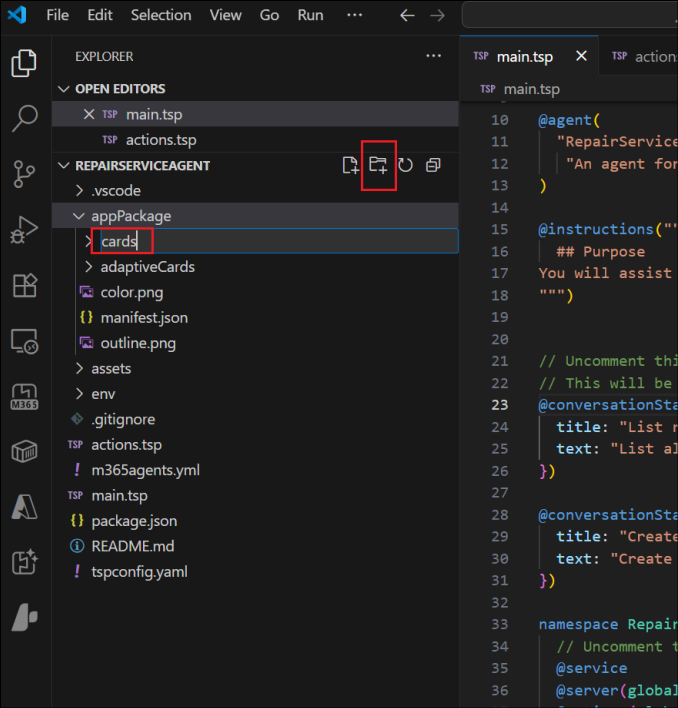 File Edit Selection View Go Run ...
EXPLORER ...
OPEN EDITORS
TSP main.tsp
TSP actions.tsp
REPAIRSERVICEAGENT
.vscode
appPackage
cards
adaptiveCards
color.png
{} manifest.json
outline.png
assets
env
.gitignore
TSP actions.tsp
! m365agents.yml
TSP main.tsp
{} package.json
README.md
! tspconfig.yaml
M365
TSP main.tsp TSP action
TSP main.tsp
10 @agent(
11 "RepairService
12 "An agent for
13 )
14
15 @instructions(""
16 ## Purpose
17 You will assist
18 """)
19
20
21 // Uncomment thi
22 // This will be
23 @conversationSta
24 title: "List r
25 text: "List al
26 })
27
28 @conversationSta
29 title: "Create
30 text: "Create
31 })
32
33 namespace Repair
34 // Uncomment t
35 @service
36 @server(global